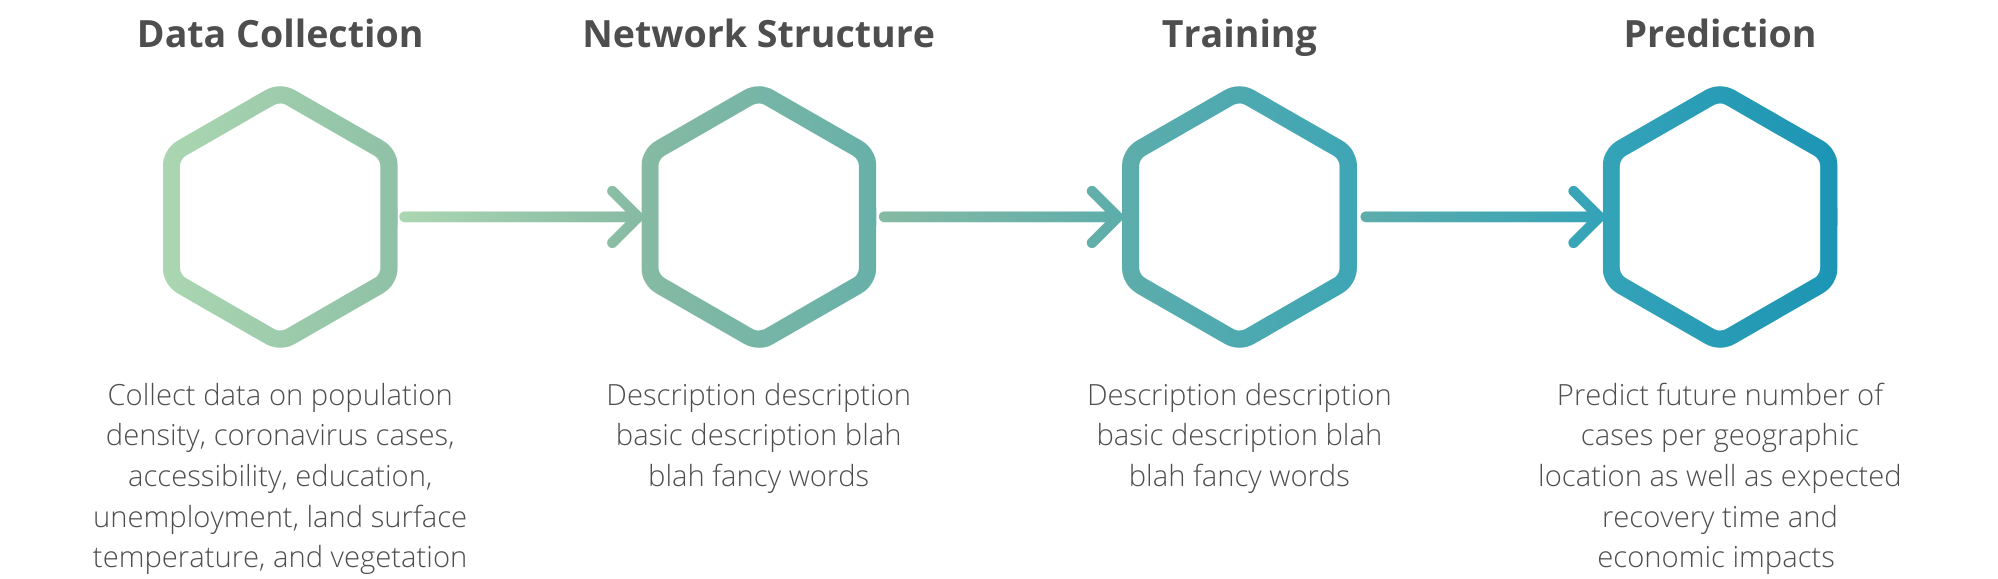 Data Collection
Network Structure
Training
Prediction
Collect data on population
density, coronavirus cases,
accessibility, education,
unemployment, land surface
temperature, and vegetation
Description description
basic description blah
blah fancy words
Description description
basic description blah
blah fancy words
Predict future number of
cases per geographic
location as well as expected
recovery time and
economic impacts